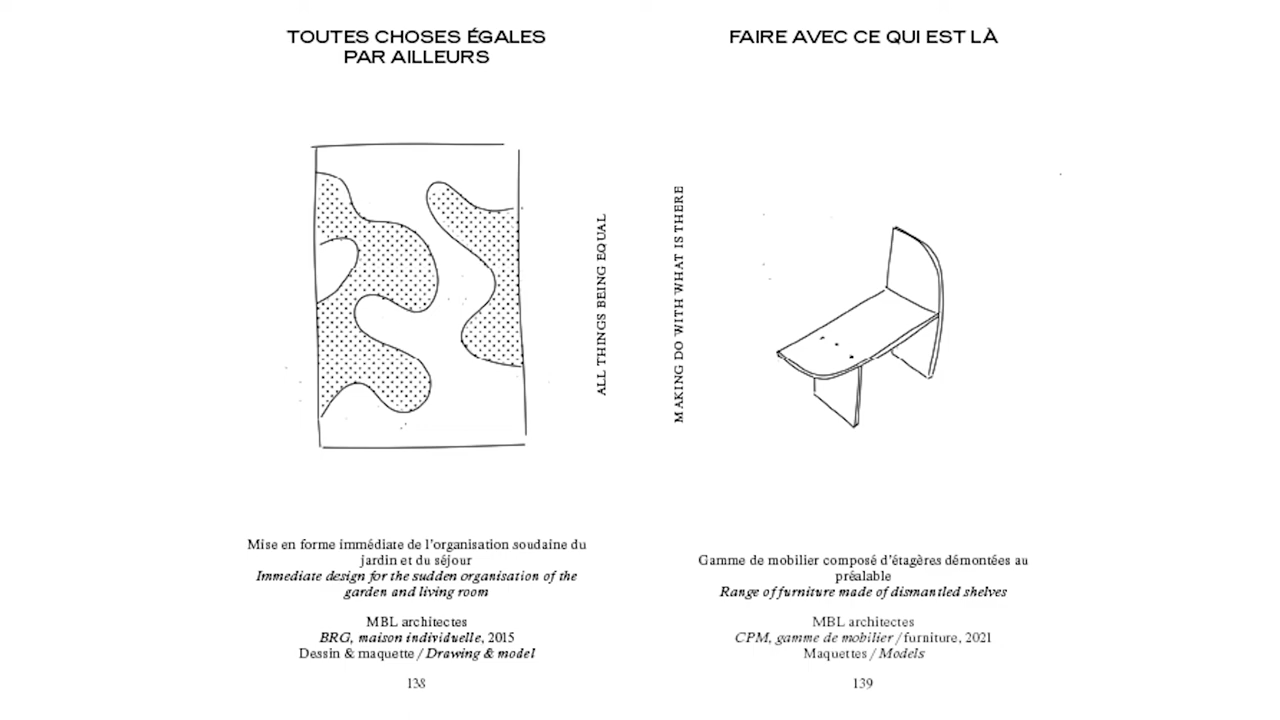 TOUTES CHOSES ÉGALES
PAR AILLEURS
ALL THINGS BEING EQUAL
Mise en forme immédiate de l'organisation soudaine du
jardin et du séjour
Immediate design for the sudden organisation of the
garden and living room
MBL architectes
BRG, maison individuelle, 2015
Dessin & maquette / Drawing & model
138
FAIRE AVEC CE QUI EST LÀ
MAKING DO WITH WHAT IS THERE
Gamme de mobilier composé d'étagères démontées au
préalable
Range of furniture made of dismantled shelves
MBL architectes
CPM, gamme de mobilier / furniture, 2021
Maquettes / Models
139